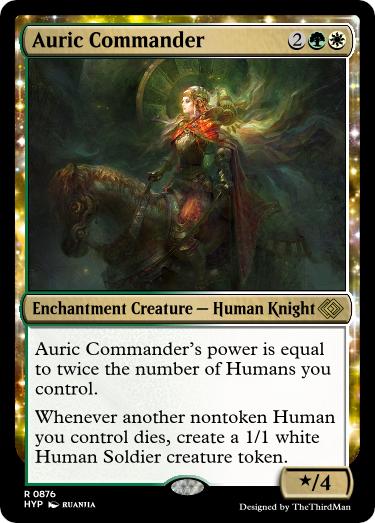 Auric Commander 2
Enchantment Creature — Human Knight
Auric Commander's power is equal
to twice the number of Humans you
control.
Whenever another nontoken Human
you control dies, create a 1/1 white
Human Soldier creature token.
★/4
R 0876
HYP RUANJIA
Designed by TheThirdMan